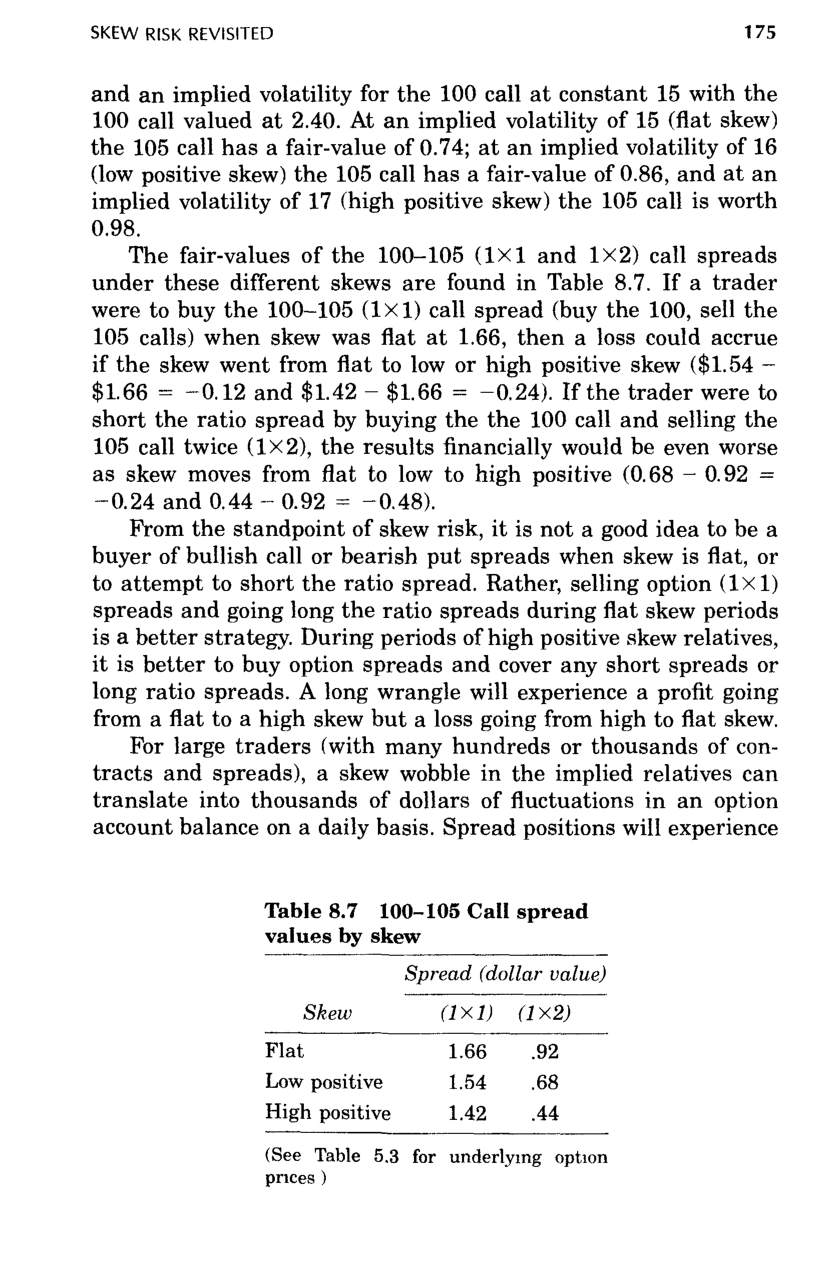 SKEW RISK REVISITED 175
and an implied volatility for the 100 call at constant 15 with the
100 call valued at 2.40. At an implied volatility of 15 (flat skew)
the 105 call has a fair-value of 0.74; at an implied volatility of 16
(low positive skew) the 105 call has a fair-value of 0.86, and at an
implied volatility of 17 (high positive skew) the 105 call is worth
0.98.
The fair-values of the 100–105 (1×1 and 1×2) call spreads
under these different skews are found in Table 8.7. If a trader
were to buy the 100–105 (1×1) call spread (buy the 100, sell the
105 calls) when skew was flat at 1.66, then a loss could accrue
if the skew went from flat to low or high positive skew ($1.54 −
$1.66 = −0.12 and $1.42 − $1.66 = −0.24). If the trader were to
short the ratio spread by buying the the 100 call and selling the
105 call twice (1×2), the results financially would be even worse
as skew moves from flat to low to high positive (0.68 − 0.92 =
−0.24 and 0.44 − 0.92 = −0.48).
From the standpoint of skew risk, it is not a good idea to be a
buyer of bullish call or bearish put spreads when skew is flat, or
to attempt to short the ratio spread. Rather, selling option (1×1)
spreads and going long the ratio spreads during flat skew periods
is a better strategy. During periods of high positive skew relatives,
it is better to buy option spreads and cover any short spreads or
long ratio spreads. A long wrangle will experience a profit going
from a flat to a high skew but a loss going from high to flat skew.
For large traders (with many hundreds or thousands of con-
tracts and spreads), a skew wobble in the implied relatives can
translate into thousands of dollars of fluctuations in an option
account balance on a daily basis. Spread positions will experience
Table 8.7 100–105 Call spread
values by skew
Spread (dollar value)
Skew (1×1) (1×2)
Flat 1.66 .92
Low positive 1.54 .68
High positive 1.42 .44
(See Table 5.3 for underlying option
prices )